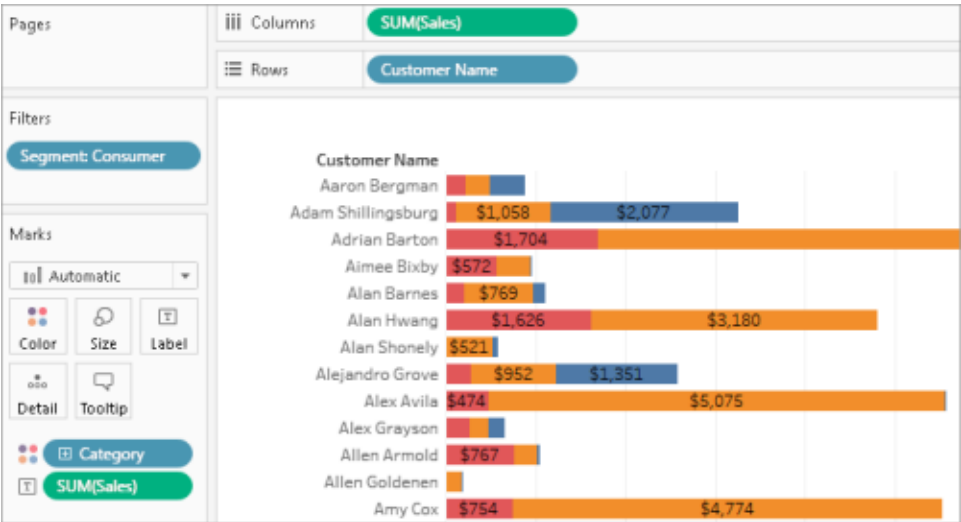 Pages
Columns SUM(Sales)
Rows Customer Name
Filters
Segment: Consumer
Marks
Automatic
Color Size Label
Detail Tooltip
Category
T SUM(Sales)
Customer Name
Aaron Bergman
Adam Shillingsburg $1,058 $2,077
Adrian Barton $1,704
Aimee Bixby $572
Alan Barnes $769
Alan Hwang $1,626 $3,180
Alan Shonely $521
Alejandro Grove $952 $1,351
Alex Avila $474 $5,075
Alex Grayson
Allen Armold $767
Allen Goldenen
Amy Cox $754 $4,774